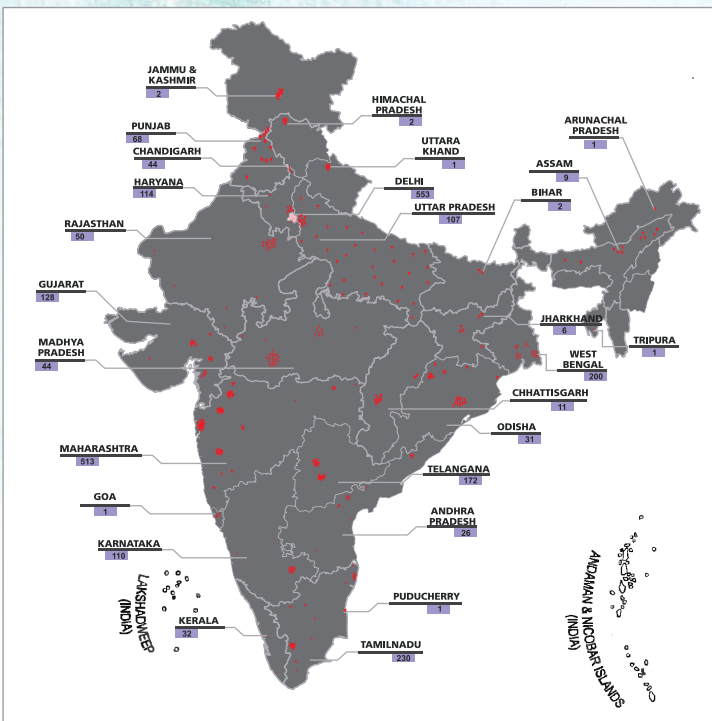 JAMMU &
KASHMIR
2
HIMACHAL
PRADESH
2
ARUNACHAL
PRADESH
1
PUNJAB
68
UTTARA
KHAND
1
CHANDIGARH
44
ASSAM
9
HARYANA
114
DELHI
553
BIHAR
2
UTTAR PRADESH
107
RAJASTHAN
50
GUJARAT
128
JHARKHAND
6
TRIPURA
1
MADHYA
PRADESH
44
WEST
BENGAL
200
CHHATTISGARH
11
ODISHA
31
MAHARASHTRA
513
TELANGANA
172
GOA
1
ANDHRA
PRADESH
26
KARNATAKA
110
LAKSHADWEEP
(INDIA)
ANDAMAN & NICOBAR ISLANDS
(INDIA)
PUDUCHERRY
1
KERALA
32
TAMILNADU
230